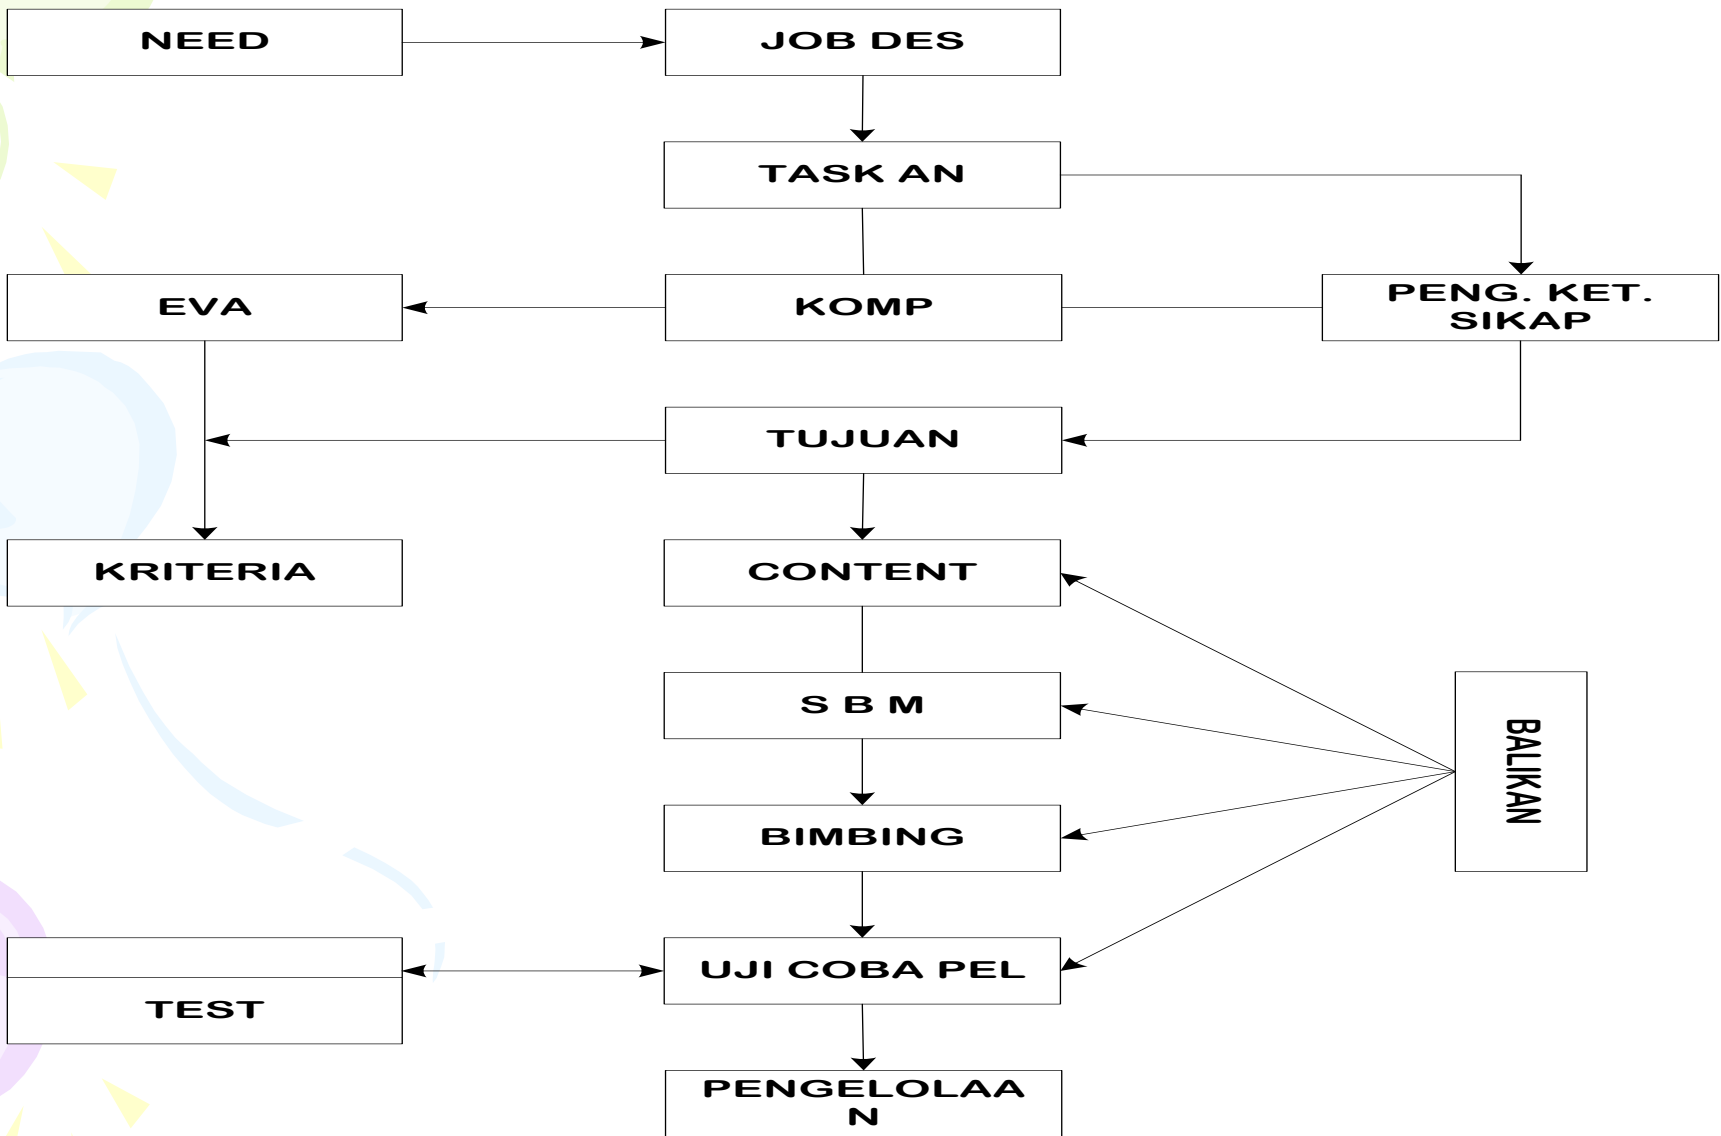 NEED
JOB DES
TASK AN
EVA
KOMP
PENG. KET.
SIKAP
TUJUAN
KRITERIA
CONTENT
S B M
BALIKAN
BIMBING
UJI COBA PEL
TEST
PENGELOLAA
N